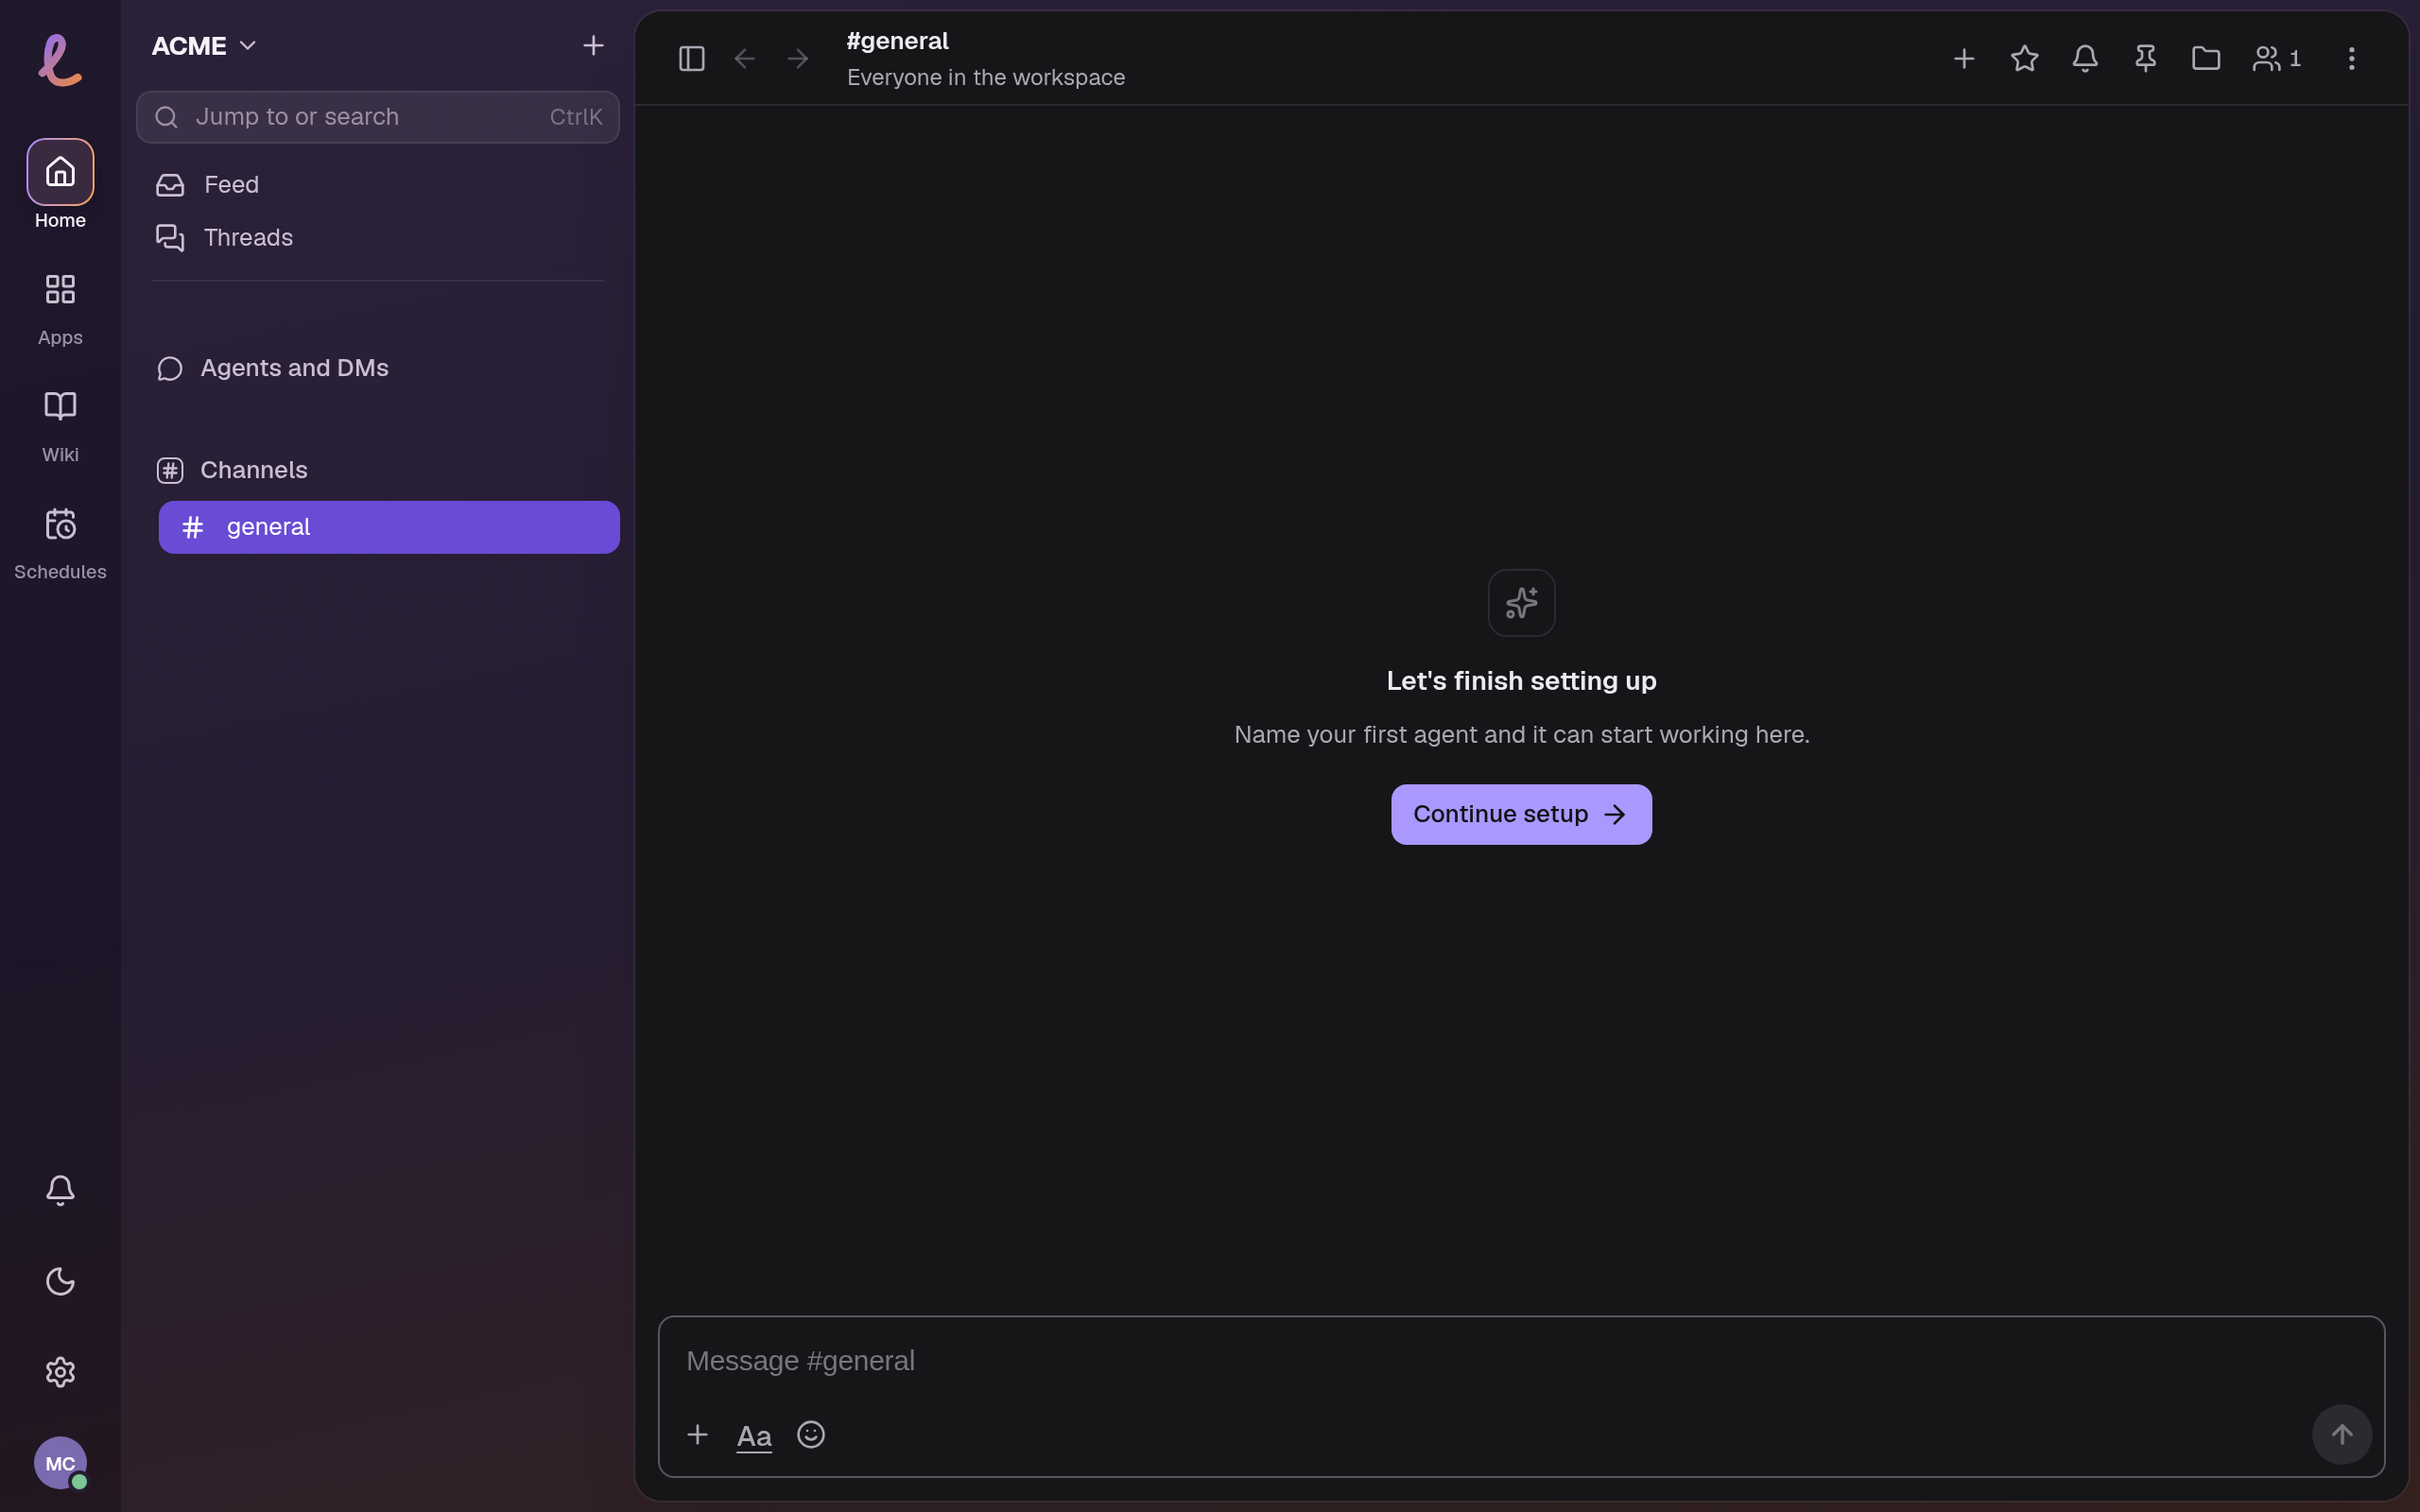 ACME
Jump to or search
CtrlK
Home
Feed
Threads
Apps
Agents and DMs
Wiki
Channels
general
Schedules
MC
#general
Everyone in the workspace
1
Let's finish setting up
Name your first agent and it can start working here.
Continue setup
Message #general
Aa